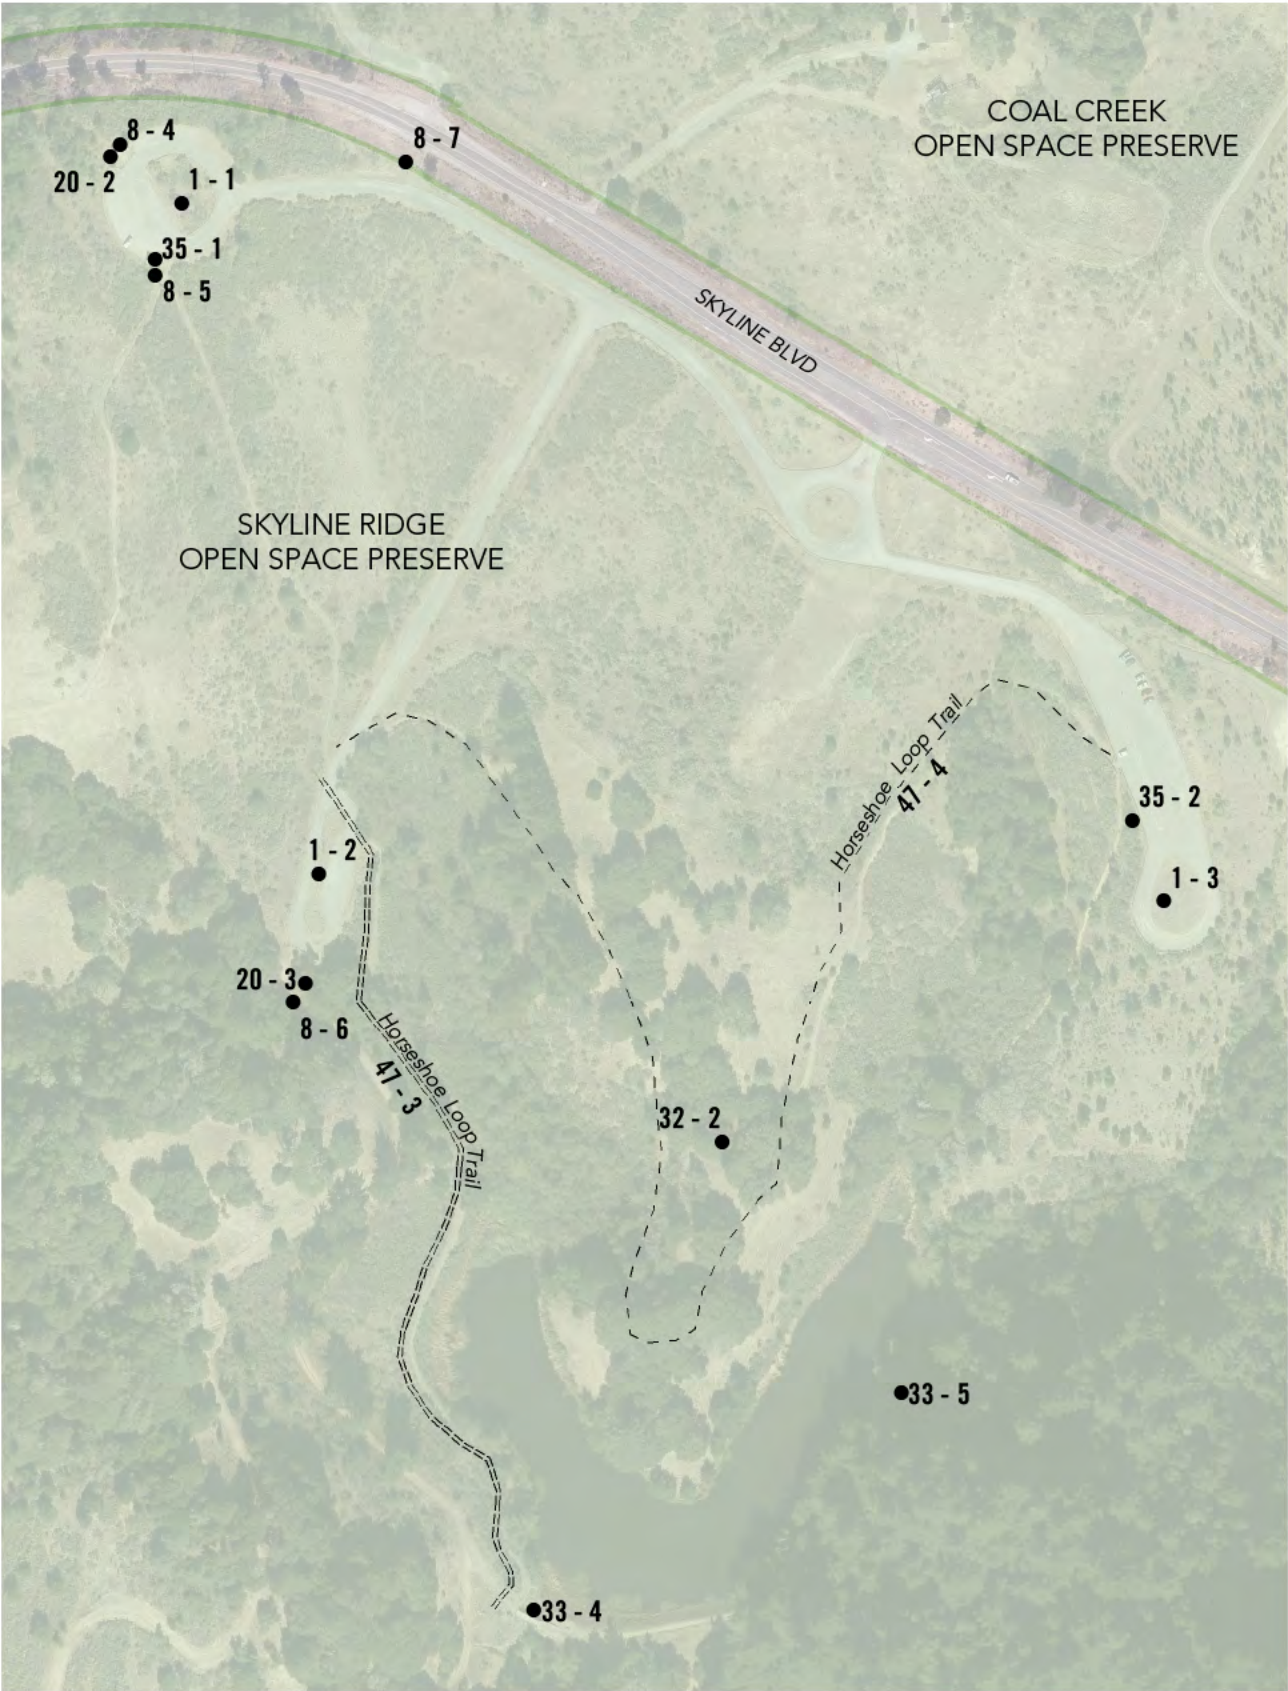 COAL CREEK
OPEN SPACE PRESERVE
8 - 4
8 - 7
20 - 2
1 - 1
35 - 1
8 - 5
SKYLINE BLVD
SKYLINE RIDGE
OPEN SPACE PRESERVE
Horseshoe Loop Trail
47 - 4
35 - 2
1 - 2
1 - 3
20 - 3
8 - 6
Horseshoe Loop Trail
47 - 3
32 - 2
33 - 5
33 - 4